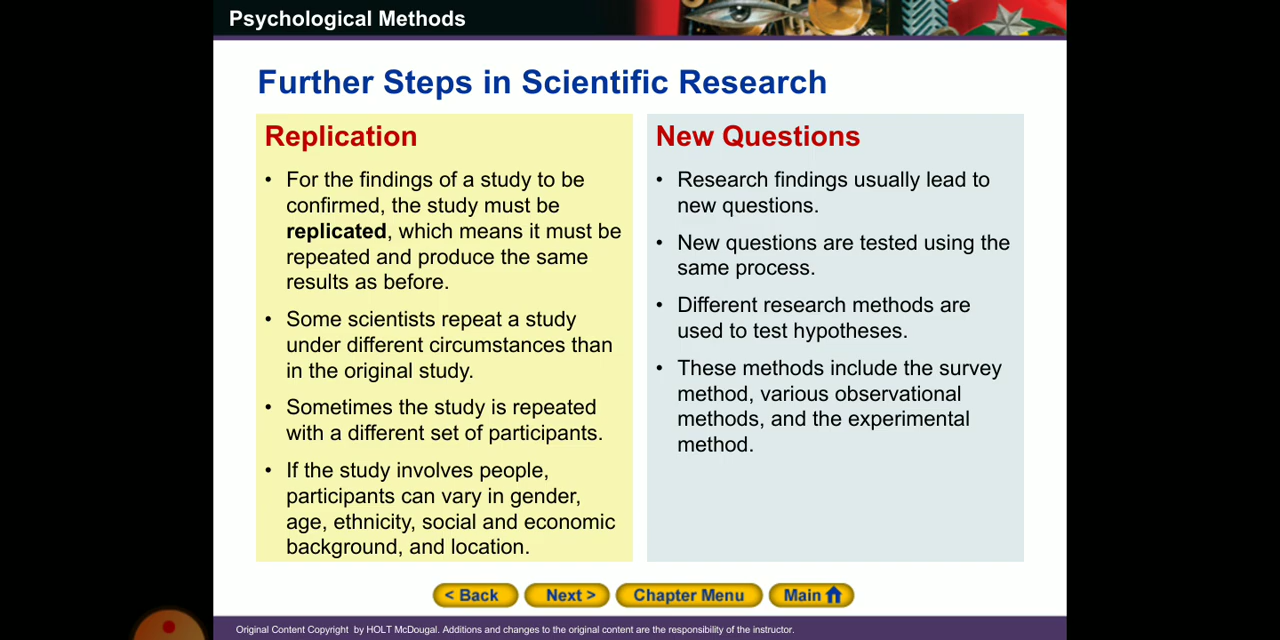 Psychological Methods
Further Steps in Scientific Research
Replication
• For the findings of a study to be
confirmed, the study must be
replicated, which means it must be
repeated and produce the same
results as before.
• Some scientists repeat a study
under different circumstances than
in the original study.
• Sometimes the study is repeated
with a different set of participants.
• If the study involves people,
participants can vary in gender,
age, ethnicity, social and economic
background, and location.
New Questions
• Research findings usually lead to
new questions.
• New questions are tested using the
same process.
• Different research methods are
used to test hypotheses.
• These methods include the survey
method, various observational
methods, and the experimental
method.
< Back
Next >
Chapter Menu
Main
Original Content Copyright by HOLT McDougal. Additions and changes to the original content are the responsibility of the instructor.